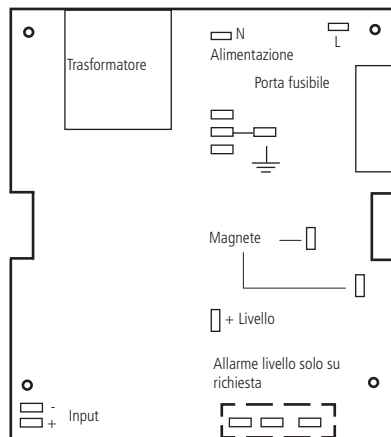 N
L
Trasformatore
Alimentazione
Porta fusibile
Magnete
+ Livello
Allarme livello solo su
richiesta
-
+
Input